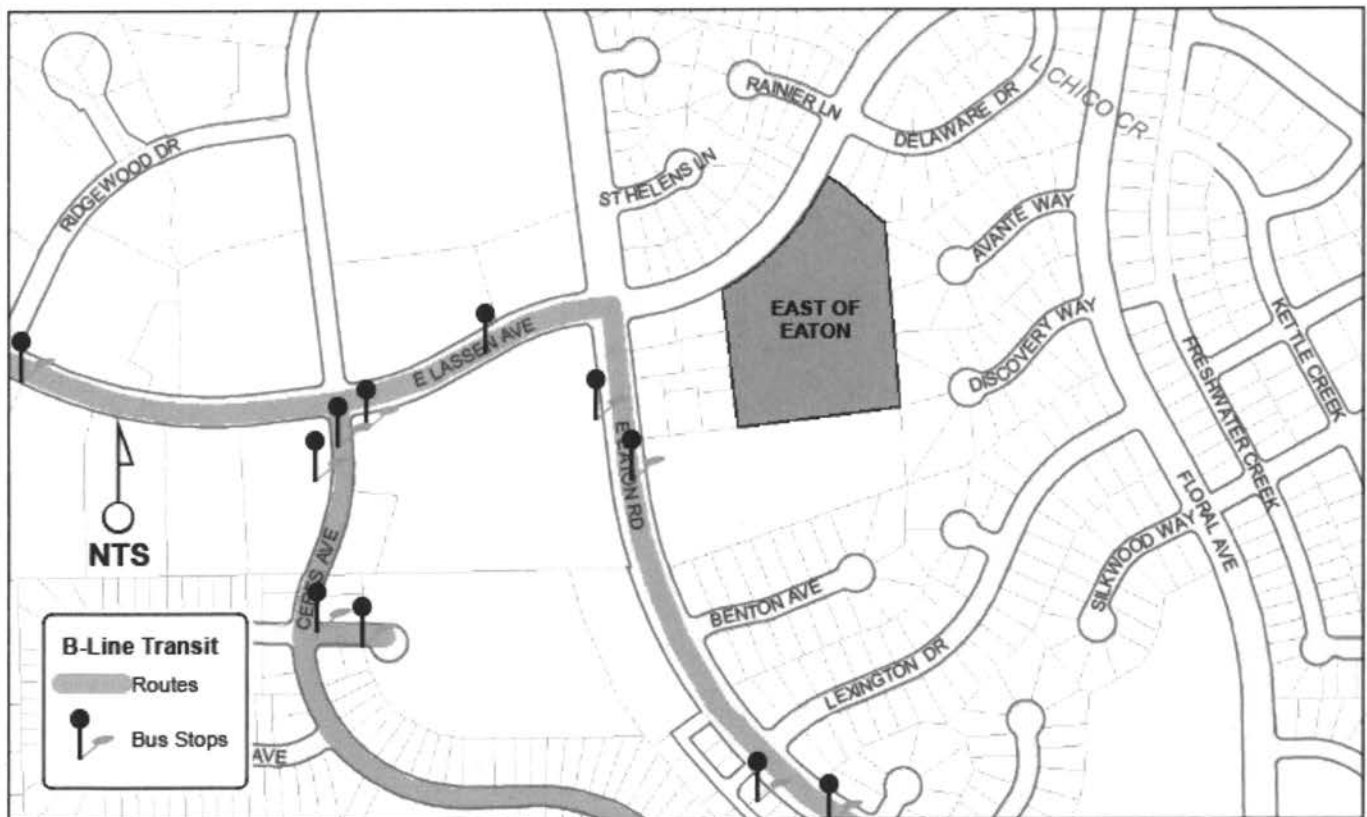 RAINIER LN
DELAWARE DR
L CHICO CR
RIDGEWOOD DR
ST HELENS LN
AVANTE WAY
EAST OF
EATON
E LASSEN AVE
DISCOVERY WAY
KETTLE CREEK
FRESHWATER CREEK
E EATON RD
FLORAL AVE
NTS
CERES AVE
SILKWOOD WAY
BENTON AVE
LEXINGTON DR
B-Line Transit
Routes
Bus Stops
AVE